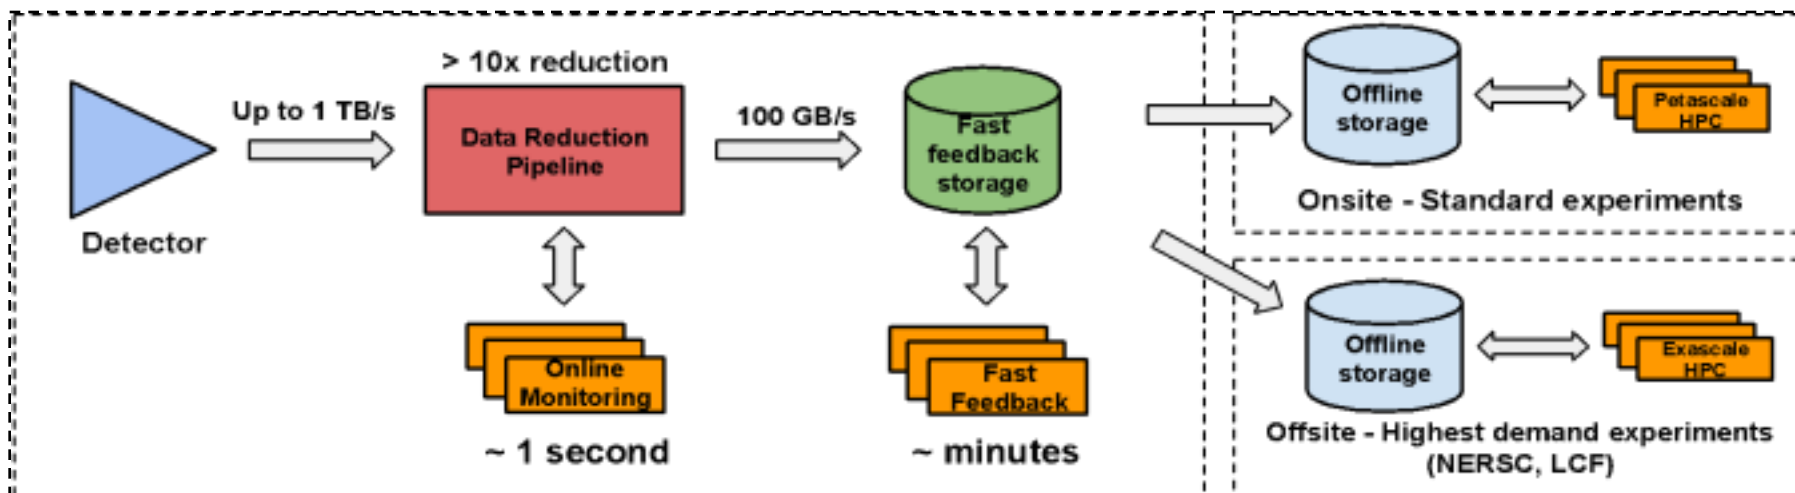 > 10x reduction
Up to 1 TB/s
Data Reduction
Pipeline
100 GB/s
Fast
feedback
storage
Detector
Online
Monitoring
~ 1 second
Fast
Feedback
~ minutes
Offline
storage
Petascale
HPC
Onsite - Standard experiments
Offline
storage
Exascale
HPC
Offsite - Highest demand experiments
(NERSC, LCF)